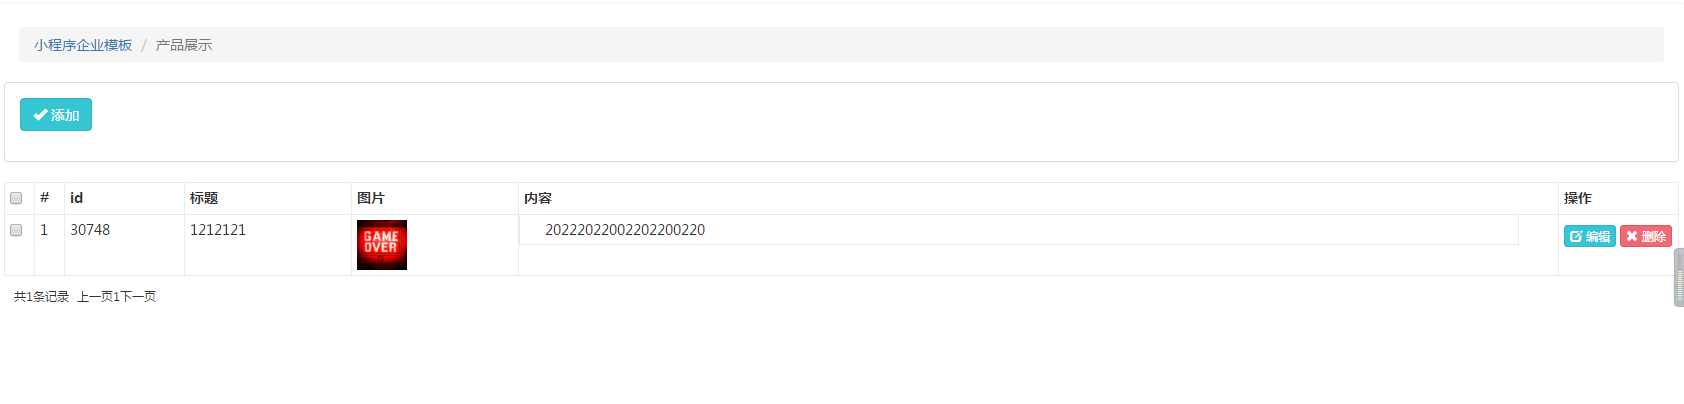 小程序企业模板 / 产品展示
添加
# id 标题 图片 内容 操作
1 30748 1212121 GAME OVER 20222022002202200220 编辑 删除
共1条记录 上一页1下一页